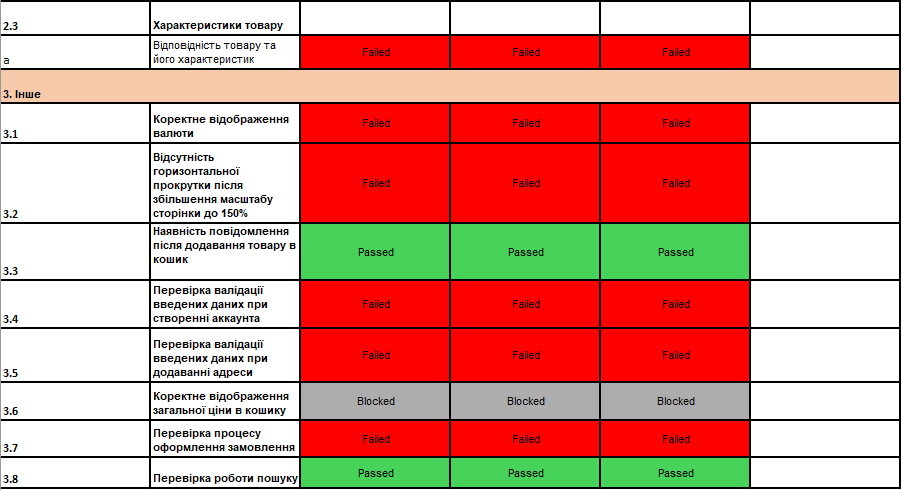 2.3 Характеристики товару
а Відповідність товару та
його характеристик
Failed Failed Failed
3. Інше
3.1 Коректне відображення
валюти
Failed Failed Failed
3.2 Відсутність
горизонтальної
прокрутки після
збільшення масштабу
сторінки до 150%
Failed Failed Failed
3.3 Наявність повідомлення
після додавання товару в
кошик
Passed Passed Passed
3.4 Перевірка валідації
введених даних при
створенні аккаунта
Failed Failed Failed
3.5 Перевірка валідації
введених даних при
додаванні адреси
Failed Failed Failed
3.6 Коректне відображення
загальної ціни в кошику
Blocked Blocked Blocked
3.7 Перевірка процесу
оформлення замовлення
Failed Failed Failed
3.8 Перевірка роботи пошуку
Passed Passed Passed